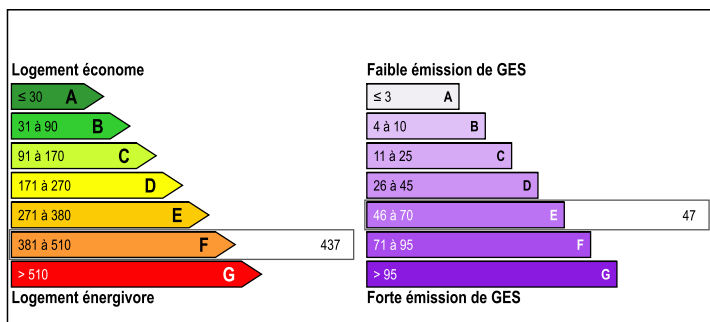 Logement économe
≤ 30 A
31 à 90 B
91 à 170 C
171 à 270 D
271 à 380 E
381 à 510 F 437
> 510 G
Logement énergivore
Faible émission de GES
≤ 3 A
4 à 10 B
11 à 25 C
26 à 45 D
46 à 70 E 47
71 à 95 F
> 95 G
Forte émission de GES